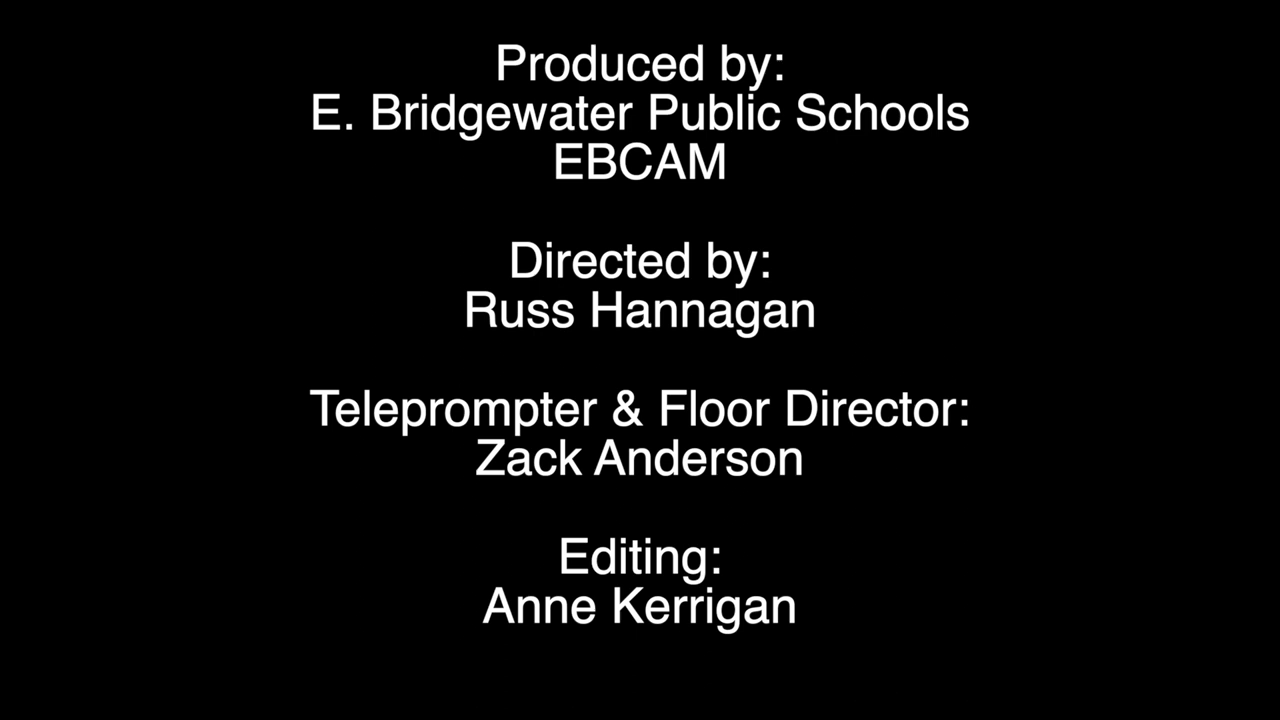 Produced by:
E. Bridgewater Public Schools
EBCAM
Directed by:
Russ Hannagan
Teleprompter & Floor Director:
Zack Anderson
Editing:
Anne Kerrigan